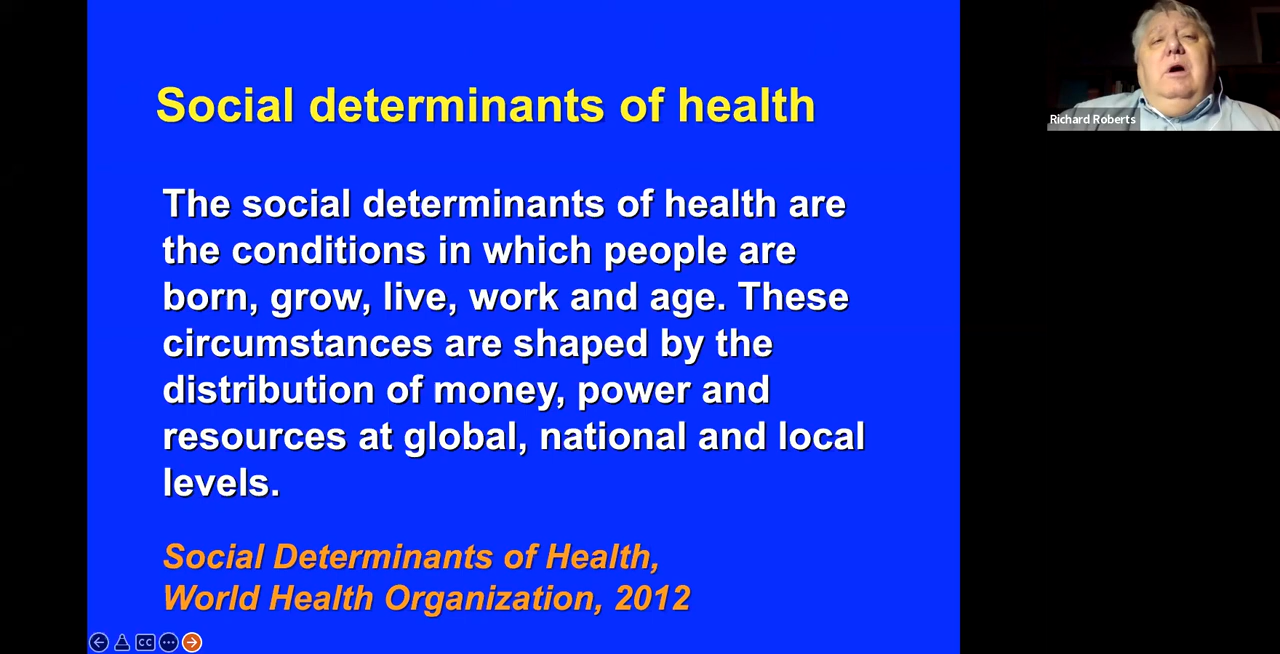 Social determinants of health
The social determinants of health are
the conditions in which people are
born, grow, live, work and age. These
circumstances are shaped by the
distribution of money, power and
resources at global, national and local
levels.
Social Determinants of Health,
World Health Organization, 2012
Richard Roberts
CC